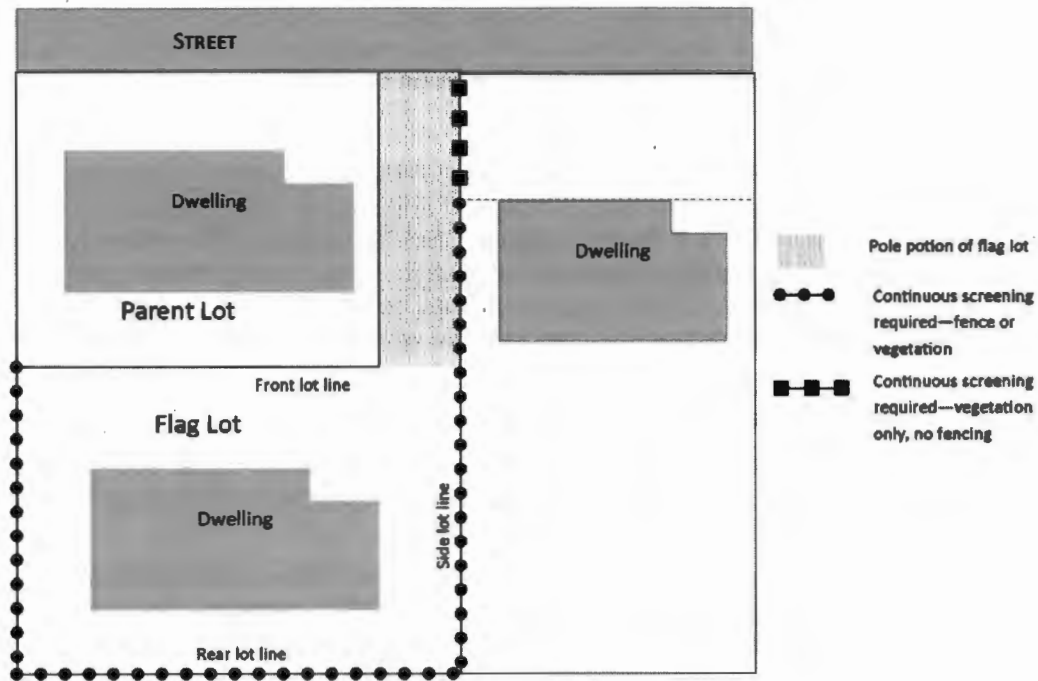 STREET
Dwelling
Parent Lot
Dwelling
Front lot line
Flag Lot
Dwelling
Side lot line
Rear lot line
Pole potion of flag lot
Continuous screening
required—fence or
vegetation
Continuous screening
required—vegetation
only, no fencing